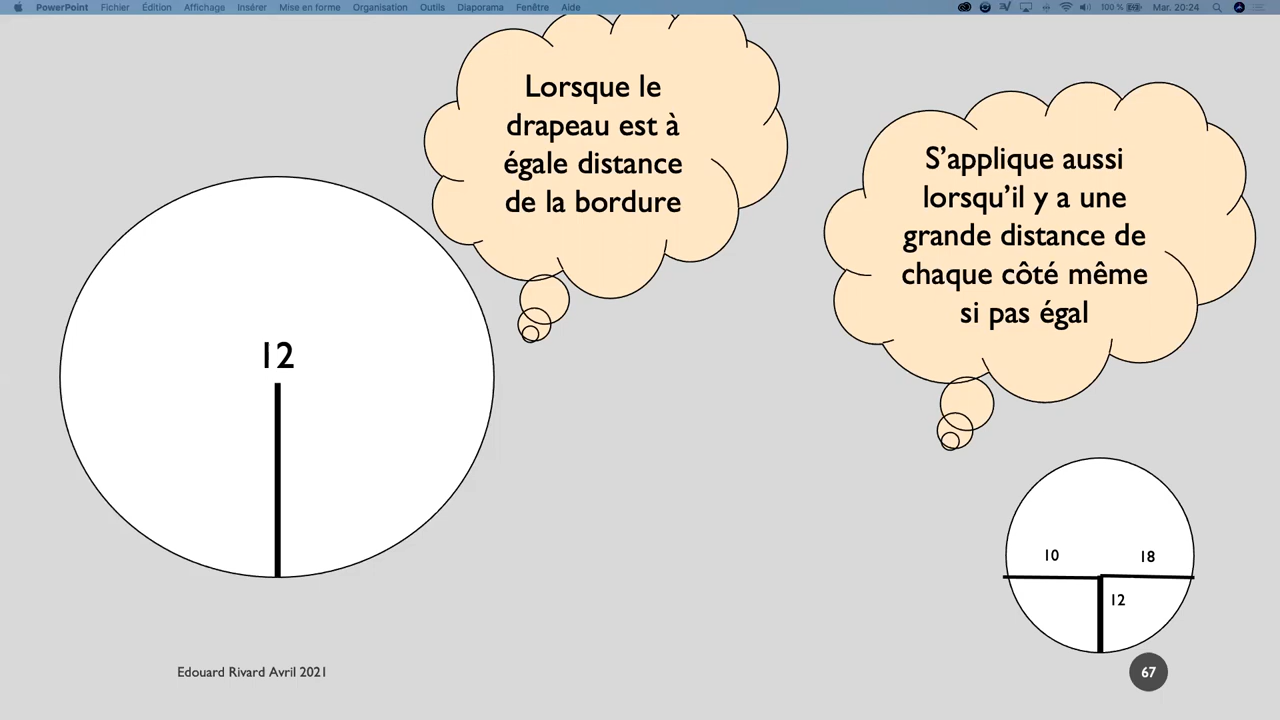 PowerPoint Fichier Édition Affichage Insérer Mise en forme Organisation Outils Diaporama Fenêtre Aide 100 % Mar. 20:24
Lorsque le
drapeau est à
égale distance
de la bordure
S’applique aussi
lorsqu’il y a une
grande distance de
chaque côté même
si pas égal
12
10
18
12
Edouard Rivard Avril 2021
67